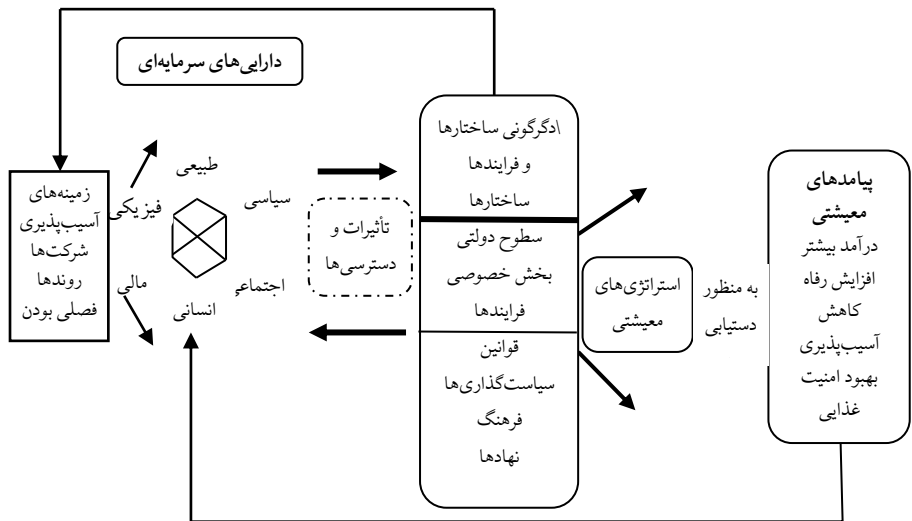 دارایی‌های سرمایه‌ای
زمینه‌های
آسیب‌پذیری
شرکت‌ها
روندها
فصلی بودن
طبیعی
فیزیکی
سیاسی
مالی
اجتماعی
انسانی
تأثیرات و
دسترسی‌ها
\دگرگونی ساختارها
و فرایندها
ساختارها
سطوح دولتی
بخش خصوصی
فرایندها
قوانین
سیاست‌گذاری‌ها
فرهنگ
نهادها
استراتژی‌های
معیشتی
به منظور
دستیابی
پیامدهای
معیشتی
درآمد بیشتر
افزایش رفاه
کاهش
آسیب‌پذیری
بهبود امنیت
غذایی